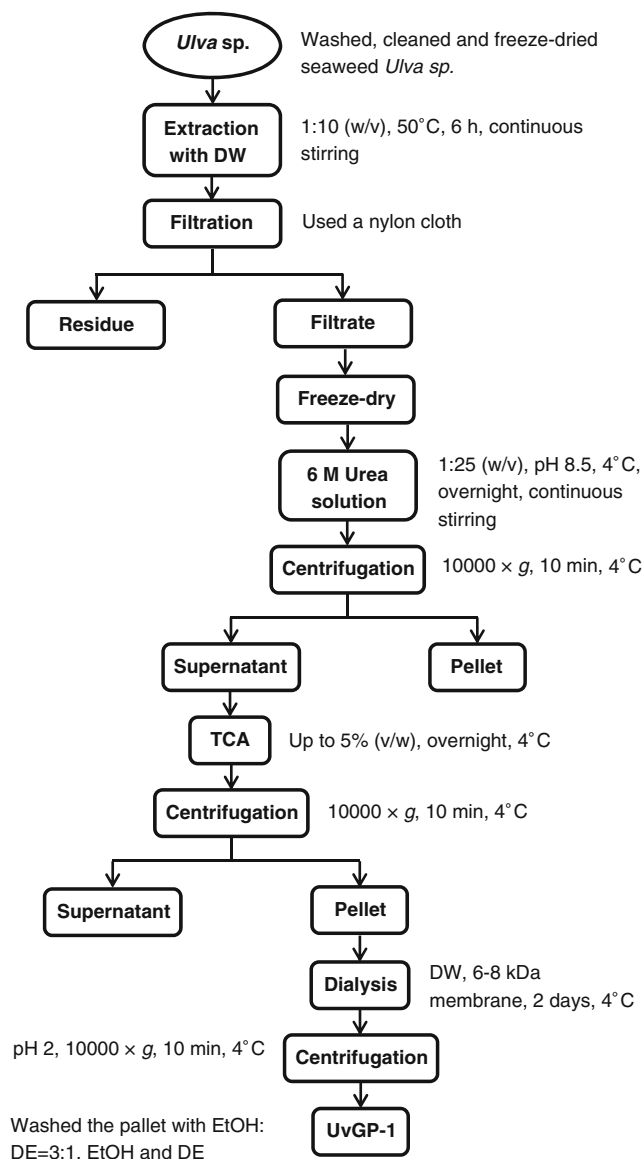 Ulva sp.
Washed, cleaned and freeze-dried
seaweed Ulva sp.
Extraction
with DW
1:10 (w/v), 50°C, 6 h, continuous
stirring
Filtration
Used a nylon cloth
Residue
Filtrate
Freeze-dry
6 M Urea
solution
1:25 (w/v), pH 8.5, 4°C,
overnight, continuous
stirring
Centrifugation
10000 × g, 10 min, 4°C
Supernatant
Pellet
TCA
Up to 5% (v/w), overnight, 4°C
Centrifugation
10000 × g, 10 min, 4°C
Supernatant
Pellet
Dialysis
DW, 6-8 kDa
membrane, 2 days, 4°C
pH 2, 10000 × g, 10 min, 4°C
Centrifugation
UvGP-1
Washed the pallet with EtOH:
DE=3:1, EtOH and DE